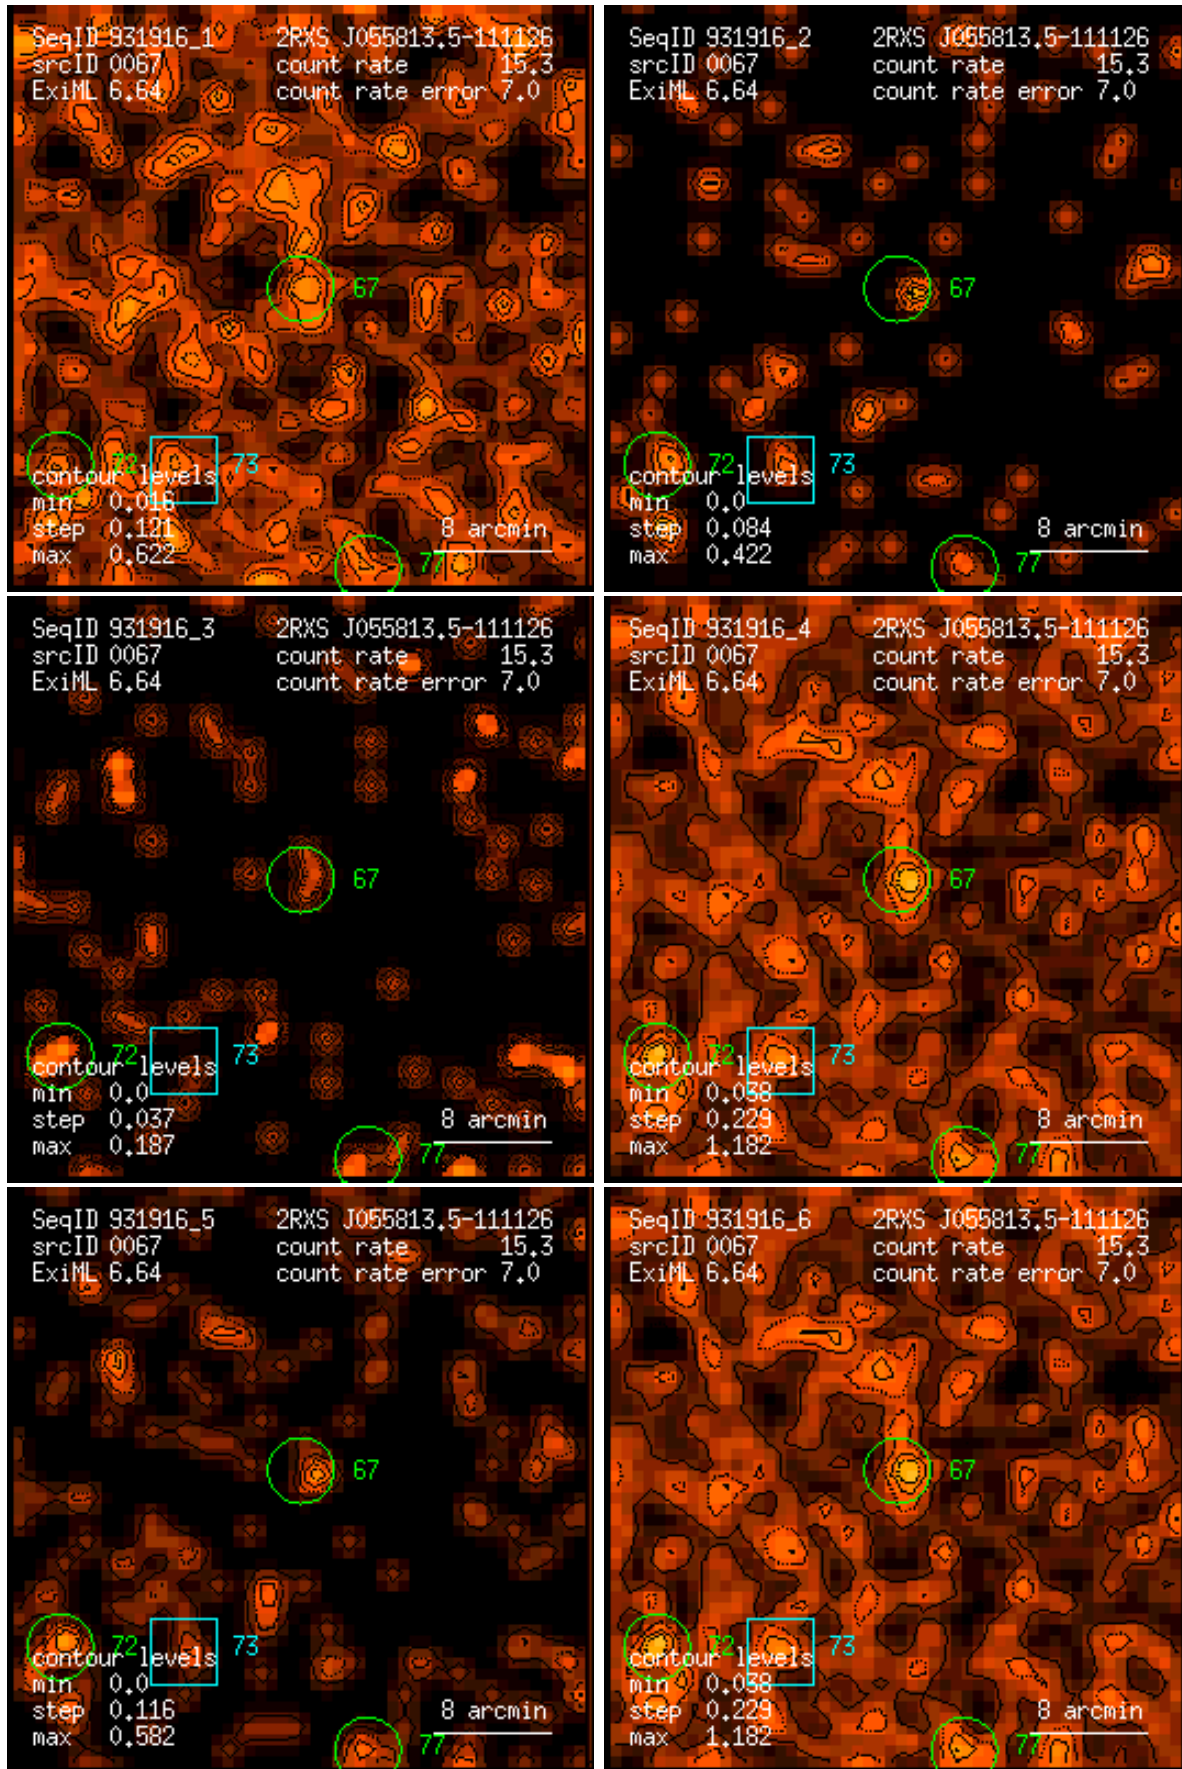 SeqID 931916_1 2RXS J055813.5-111126
srcID 0067 count rate 15.3
ExiML 6.64 count rate error 7.0
67
72 73
contour levels
min 0.016
step 0.121 8 arcmin
max 0.622 77
SeqID 931916_2 2RXS J055813.5-111126
srcID 0067 count rate 15.3
ExiML 6.64 count rate error 7.0
67
72 73
contour levels
min 0.0
step 0.084 8 arcmin
max 0.422 77
SeqID 931916_3 2RXS J055813.5-111126
srcID 0067 count rate 15.3
ExiML 6.64 count rate error 7.0
67
72 73
contour levels
min 0.0
step 0.037 8 arcmin
max 0.187 77
SeqID 931916_4 2RXS J055813.5-111126
srcID 0067 count rate 15.3
ExiML 6.64 count rate error 7.0
67
72 73
contour levels
min 0.038
step 0.229 8 arcmin
max 1.182 77
SeqID 931916_5 2RXS J055813.5-111126
srcID 0067 count rate 15.3
ExiML 6.64 count rate error 7.0
67
72 73
contour levels
min 0.0
step 0.116 8 arcmin
max 0.582 77
SeqID 931916_6 2RXS J055813.5-111126
srcID 0067 count rate 15.3
ExiML 6.64 count rate error 7.0
67
72 73
contour levels
min 0.038
step 0.229 8 arcmin
max 1.182 77